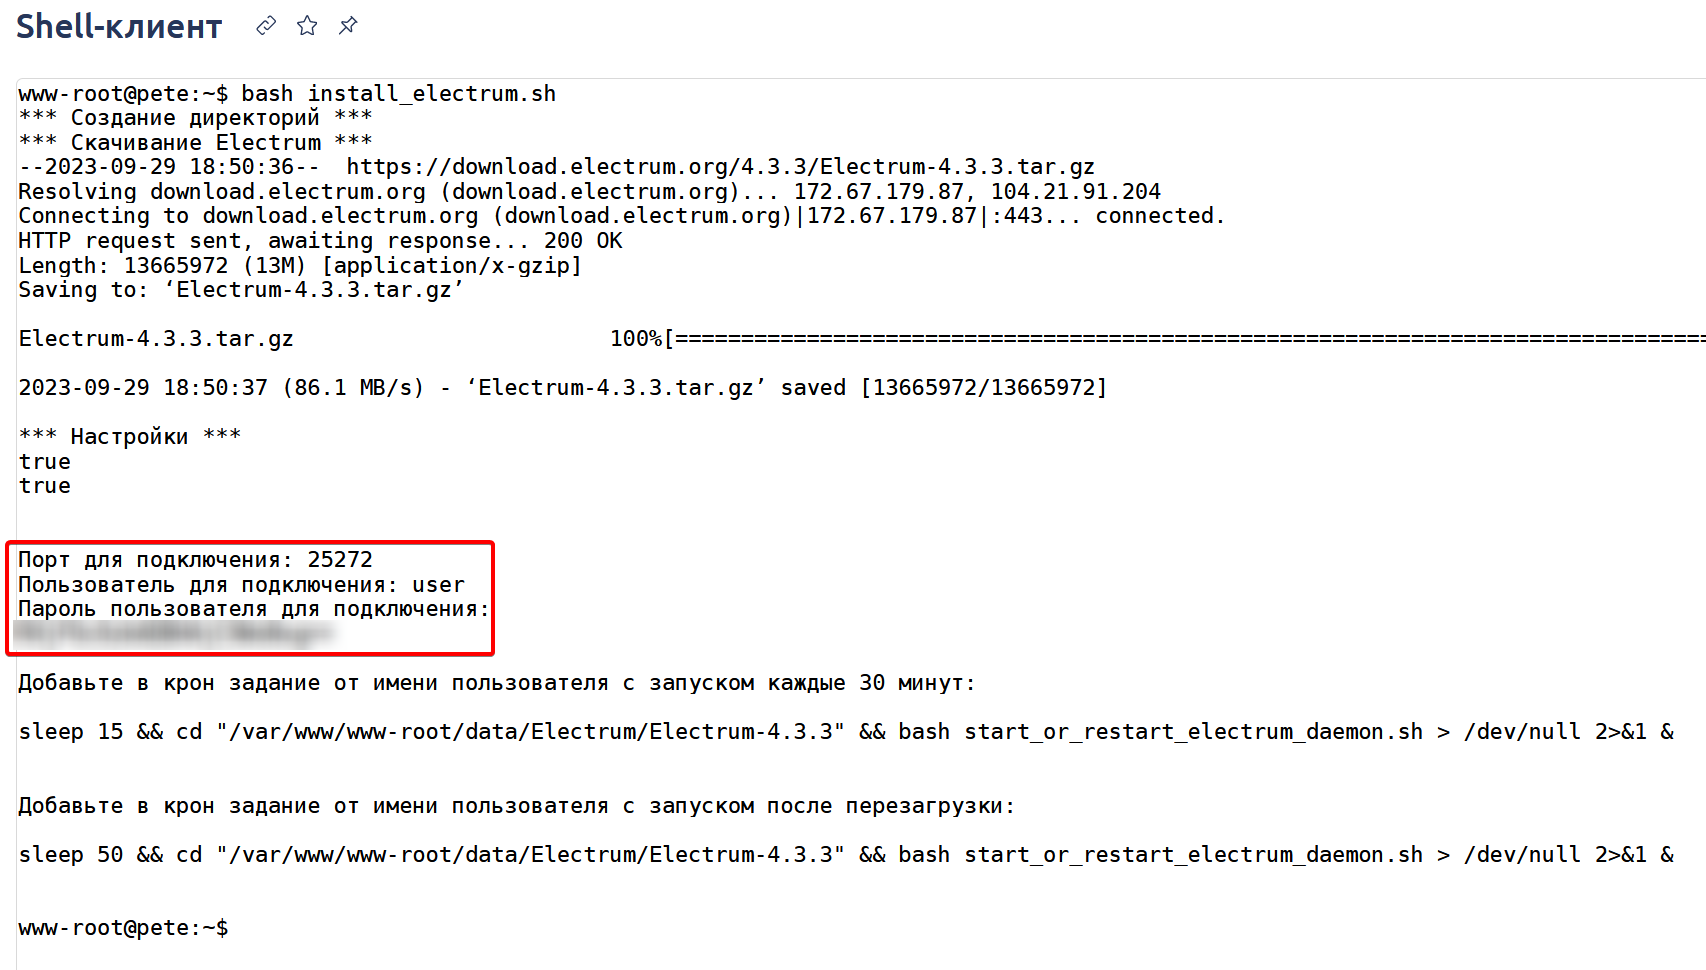 Shell-клиент
www-root@pete:~$ bash install_electrum.sh
*** Создание директорий ***
*** Скачивание Electrum ***
--2023-09-29 18:50:36--  https://download.electrum.org/4.3.3/Electrum-4.3.3.tar.gz
Resolving download.electrum.org (download.electrum.org)... 172.67.179.87, 104.21.91.204
Connecting to download.electrum.org (download.electrum.org)|172.67.179.87|:443... connected.
HTTP request sent, awaiting response... 200 OK
Length: 13665972 (13M) [application/x-gzip]
Saving to: ‘Electrum-4.3.3.tar.gz’
Electrum-4.3.3.tar.gz                        100%[==============================================================================
2023-09-29 18:50:37 (86.1 MB/s) - ‘Electrum-4.3.3.tar.gz’ saved [13665972/13665972]
*** Настройки ***
true
true
Порт для подключения: 25272
Пользователь для подключения: user
Пароль пользователя для подключения:
Добавьте в крон задание от имени пользователя с запуском каждые 30 минут:
sleep 15 && cd "/var/www/www-root/data/Electrum/Electrum-4.3.3" && bash start_or_restart_electrum_daemon.sh > /dev/null 2>&1 &
Добавьте в крон задание от имени пользователя с запуском после перезагрузки:
sleep 50 && cd "/var/www/www-root/data/Electrum/Electrum-4.3.3" && bash start_or_restart_electrum_daemon.sh > /dev/null 2>&1 &
www-root@pete:~$